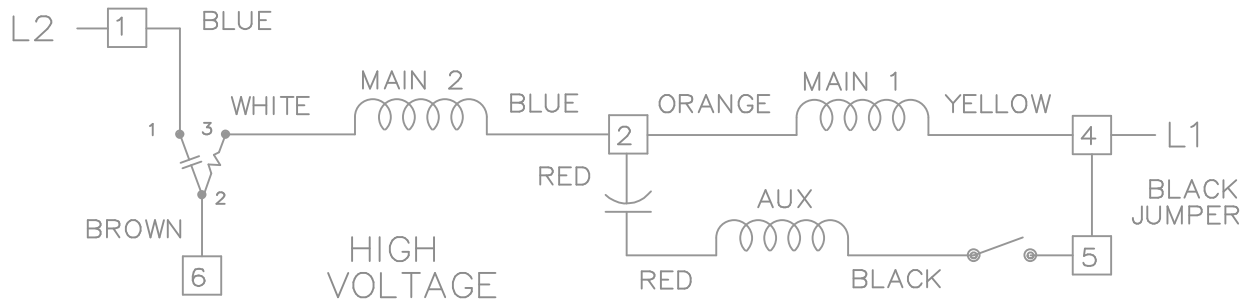 L2
1
BLUE
WHITE
MAIN 2
BLUE
2
ORANGE
MAIN 1
YELLOW
4
L1
1
3
2
RED
AUX
BLACK
JUMPER
BROWN
6
HIGH
VOLTAGE
RED
BLACK
5